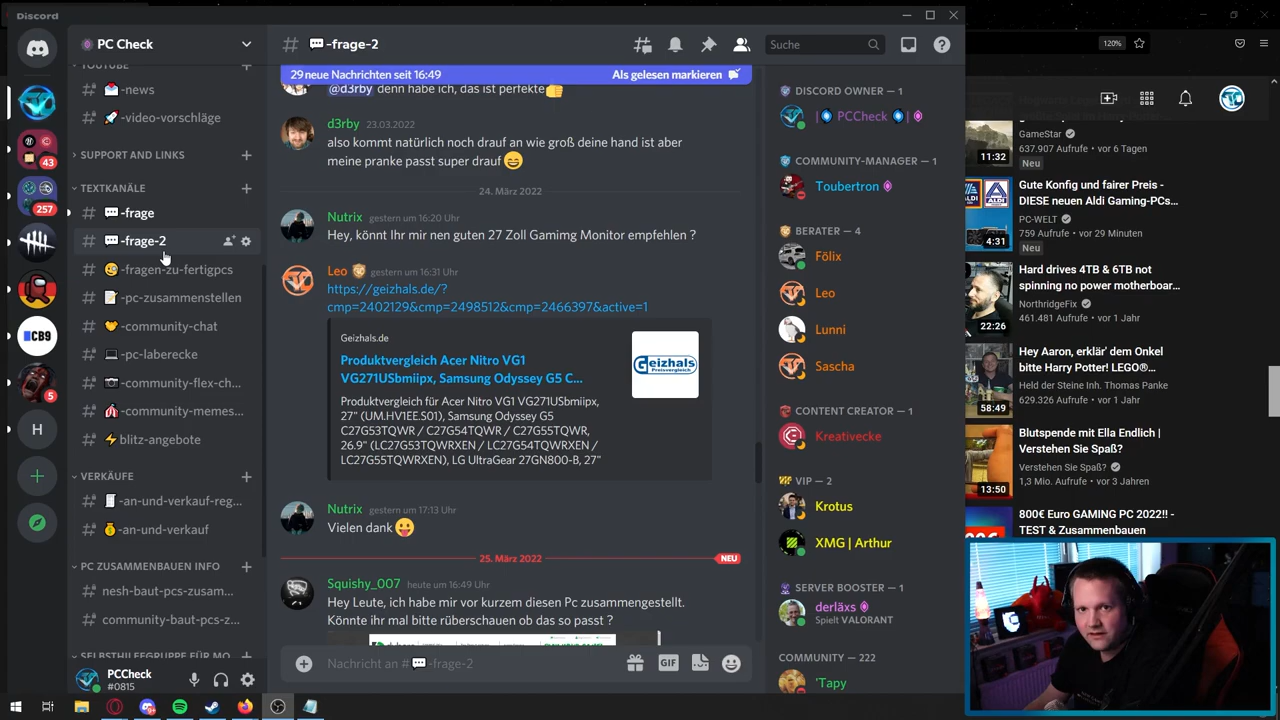 Discord
PC Check
YOUTUBE
-news
-video-vorschläge
SUPPORT AND LINKS
TEXTKANÄLE
-frage
-frage-2
-fragen-zu-fertigpcs
-pc-zusammenstellen
-community-chat
-pc-laberecke
-community-flex-ch...
-community-memes...
blitz-angebote
VERKÄUFE
-an-und-verkauf-reg...
-an-und-verkauf
PC ZUSAMMENBAUEN INFO
nesh-baut-pcs-zusam...
community-baut-pcs-z...
SELBSTHILFEGRUPPE FÜR MO
43
257
CB9
5
H
PCCheck
#0815
-frage-2
Suche
29 neue Nachrichten seit 16:49
Als gelesen markieren
@d3rby denn habe ich, das ist perfekte
d3rby 23.03.2022
also kommt natürlich noch drauf an wie groß deine hand ist aber
meine pranke passt super drauf
24. März 2022
Nutrix gestern um 16:20 Uhr
Hey, könnt Ihr mir nen guten 27 Zoll Gamimg Monitor empfehlen ?
Leo gestern um 16:31 Uhr
https://geizhals.de/?
cmp=2402129&cmp=2498512&cmp=2466397&active=1
Geizhals.de
Produktvergleich Acer Nitro VG1
VG271USbmiipx, Samsung Odyssey G5 C...
Geizhals
Preisvergleich
Produktvergleich für Acer Nitro VG1 VG271USbmiipx,
27" (UM.HV1EE.S01), Samsung Odyssey G5
C27G53TQWR / C27G54TQWR / C27G55TQWR,
26.9" (LC27G53TQWRXEN / LC27G54TQWRXEN /
LC27G55TQWRXEN), LG UltraGear 27GN800-B, 27"
Nutrix gestern um 17:13 Uhr
Vielen dank
25. März 2022
NEU
Squishy_007 heute um 16:49 Uhr
Hey Leute, ich habe mir vor kurzem diesen Pc zusammengestellt.
Könnte ihr mal bitte rüberschauen ob das so passt ?
Nachricht an # -frage-2
GIF
DISCORD OWNER — 1
| PCCheck |
COMMUNITY-MANAGER — 1
Toubertron
BERATER — 4
Fölix
Leo
Lunni
Sascha
CONTENT CREATOR — 1
Kreativecke
VIP — 2
Krotus
XMG | Arthur
SERVER BOOSTER — 1
derläxs
Spielt VALORANT
COMMUNITY — 222
'Tapy
120%
GameStar
637.907 Aufrufe • vor 6 Tagen
Neu
11:32
Gute Konfig und fairer Preis -
DIESE neuen Aldi Gaming-PCs...
PC-WELT
759 Aufrufe • vor 29 Minuten
Neu
4:31
Hard drives 4TB & 6TB not
spinning no power motherboar...
NorthridgeFix
461.481 Aufrufe • vor 1 Jahr
22:26
Hey Aaron, erklär' dem Onkel
bitte Harry Potter! LEGO®...
Held der Steine Inh. Thomas Panke
629.326 Aufrufe • vor 1 Jahr
58:49
Blutspende mit Ella Endlich |
Verstehen Sie Spaß?
Verstehen Sie Spaß?
1,3 Mio. Aufrufe • vor 3 Jahren
13:50
800€ Euro GAMING PC 2022!! -
TEST & Zusammenbauen